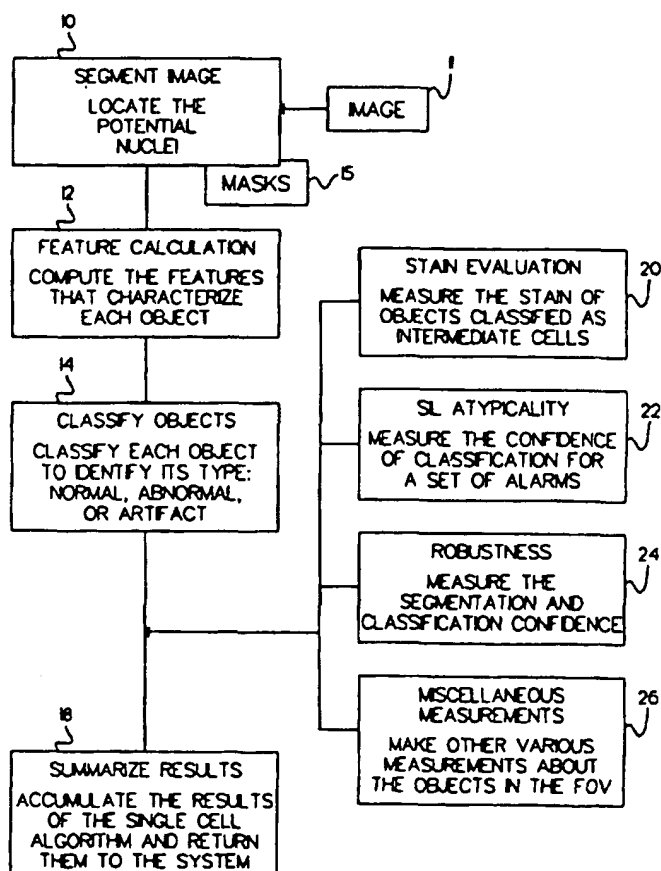 10
SEGMENT IMAGE
LOCATE THE
POTENTIAL
NUCLEI
1
IMAGE
MASKS
15
12
FEATURE CALCULATION
COMPUTE THE FEATURES
THAT CHARACTERIZE
EACH OBJECT
14
CLASSIFY OBJECTS
CLASSIFY EACH OBJECT
TO IDENTIFY ITS TYPE:
NORMAL, ABNORMAL,
OR ARTIFACT
STAIN EVALUATION
MEASURE THE STAIN OF
OBJECTS CLASSIFIED AS
INTERMEDIATE CELLS
20
SIL ATYPICALITY
MEASURE THE CONFIDENCE
OF CLASSIFICATION FOR
A SET OF ALARMS
22
ROBUSTNESS
MEASURE THE
SEGMENTATION AND
CLASSIFICATION CONFIDENCE
24
MISCELLANEOUS
MEASUREMENTS
MAKE OTHER VARIOUS
MEASUREMENTS ABOUT
THE OBJECTS IN THE FOV
26
18
SUMMARIZE RESULTS
ACCUMULATE THE RESULTS
OF THE SINGLE CELL
ALGORITHM AND RETURN
THEM TO THE SYSTEM